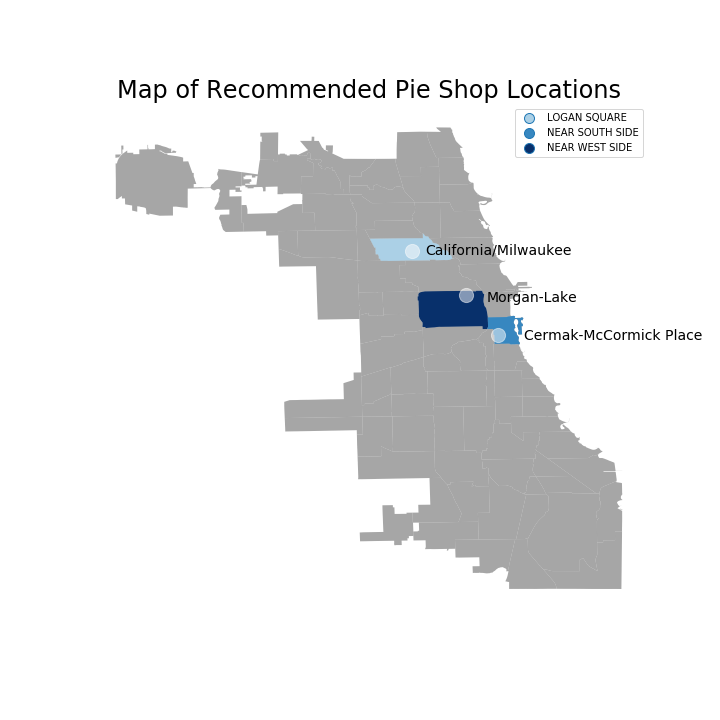 Map of Recommended Pie Shop Locations
LOGAN SQUARE
NEAR SOUTH SIDE
NEAR WEST SIDE
California/Milwaukee
Morgan-Lake
Cermak-McCormick Place